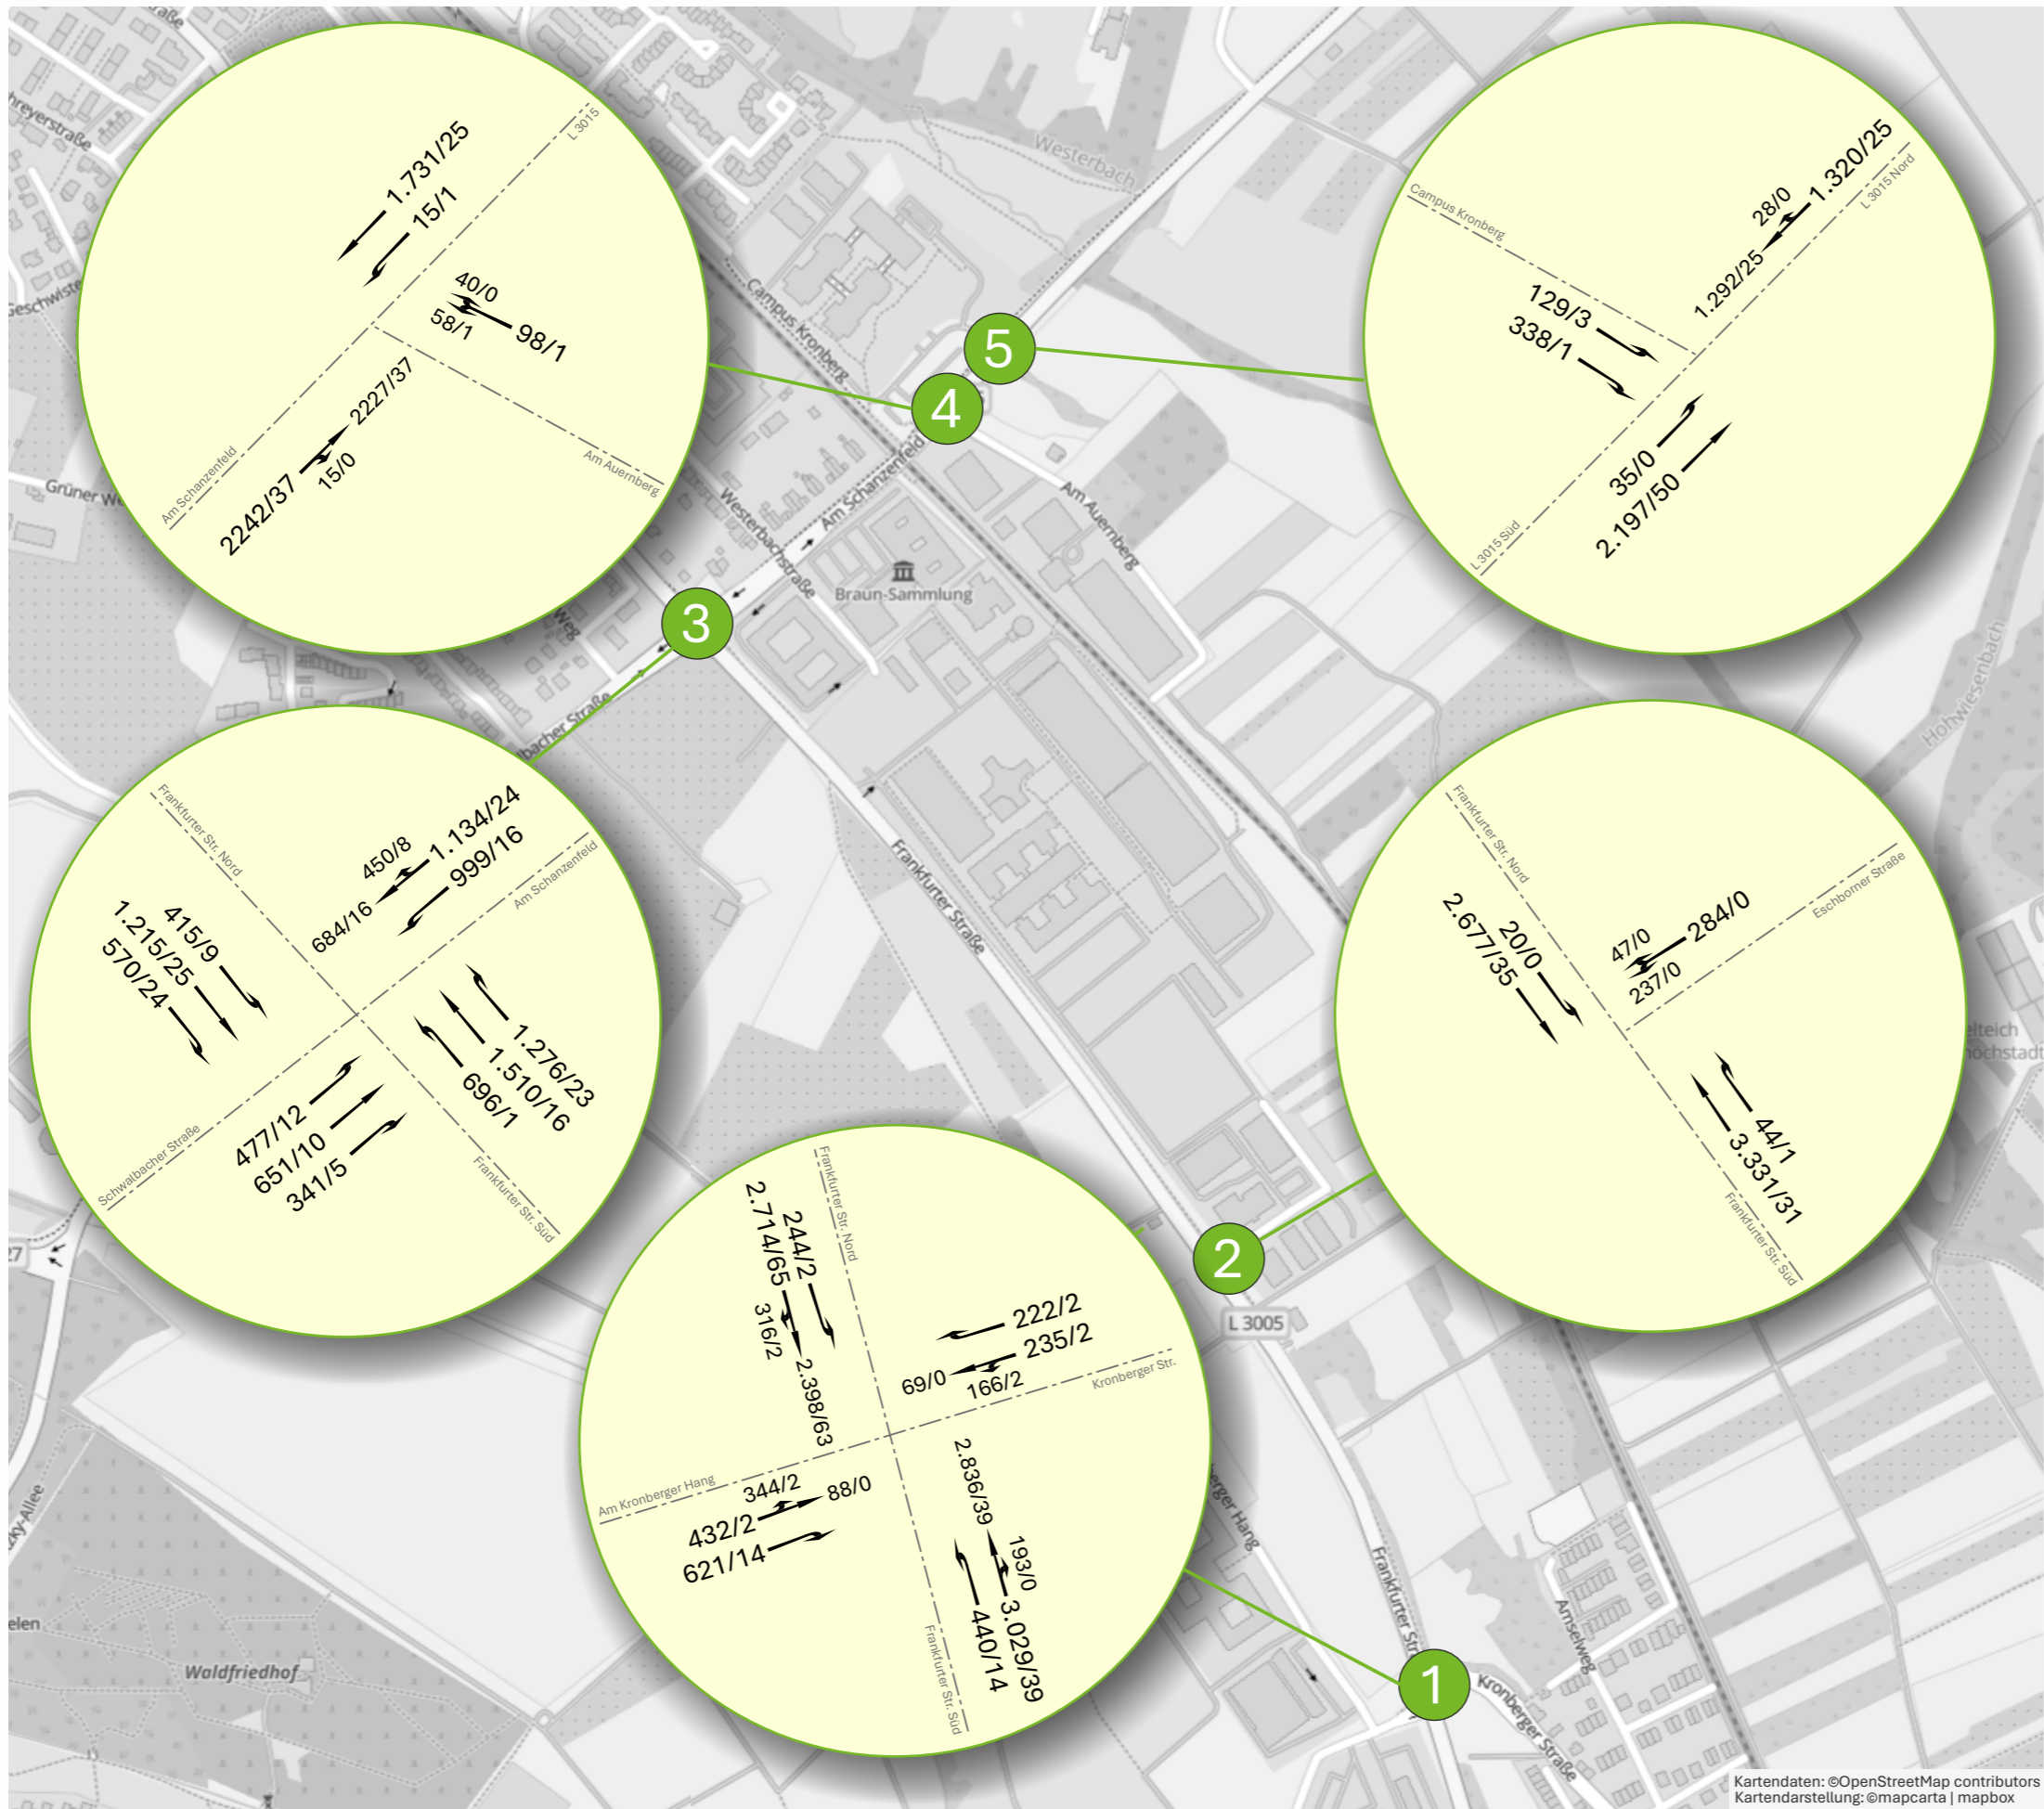 1.731/25
15/1
L 3015
40/0
58/1
98/1
2227/37
2242/37
15/0
Am Schanzenfeld
Am Auernberg
Campus Kronberg
1.320/25
28/0
1.292/25
L 3015 Nord
129/3
338/1
35/0
2.197/50
L 3015 Süd
Westerbach
Campus Kronberg
5
4
Am Schanzenfeld
Westerbachstraße
Am Auernberg
Braun-Sammlung
3
Weg
Hohwiesenbach
Frankfurter Straße
Frankfurter Str. Nord
450/8
1.134/24
999/16
684/16
Am Schanzenfeld
415/9
1.215/25
570/24
1.276/23
1.510/16
696/1
477/12
651/10
341/5
Schwalbacher Straße
Frankfurter Str. Süd
Frankfurter Str. Nord
Eschborner Straße
2.677/35
20/0
47/0
284/0
237/0
44/1
3.331/31
Frankfurter Str. Süd
2
L 3005
Frankfurter Str. Nord
2.714/65
244/2
316/2
2.398/63
222/2
235/2
69/0
166/2
Kronberger Str.
Am Kronberger Hang
344/2
88/0
432/2
621/14
2.836/39
193/0
3.029/39
440/14
Frankfurter Str. Süd
1
Amselweg
Kronberger Straße
Waldfriedhof
Kartendaten: ©OpenStreetMap contributors
Kartendarstellung: ©mapcarta | mapbox